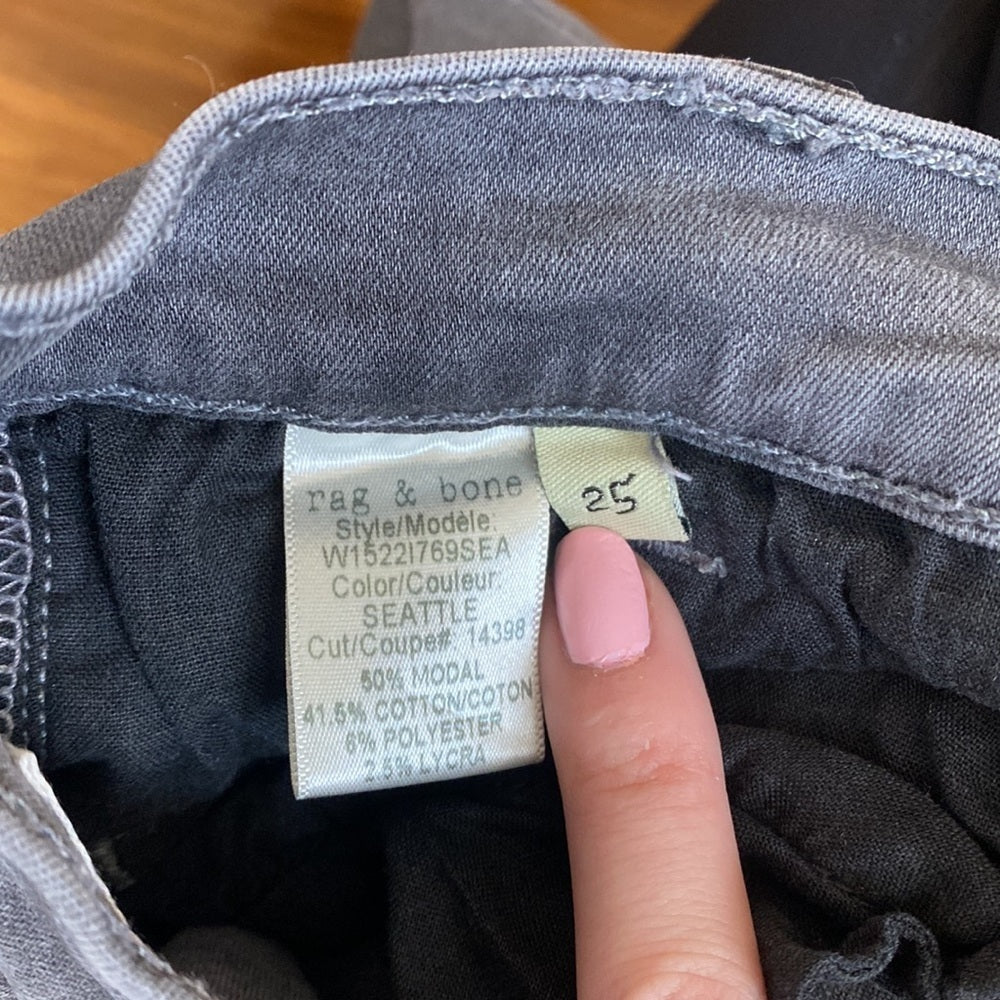 rag & bone
Style/Modèle:
W1522I769SEA
Color/Couleur:
SEATTLE
Cut/Coupe# 14398
50% MODAL
41.5% COTTON/COTON
6% POLYESTER
2.5% LYCRA
25